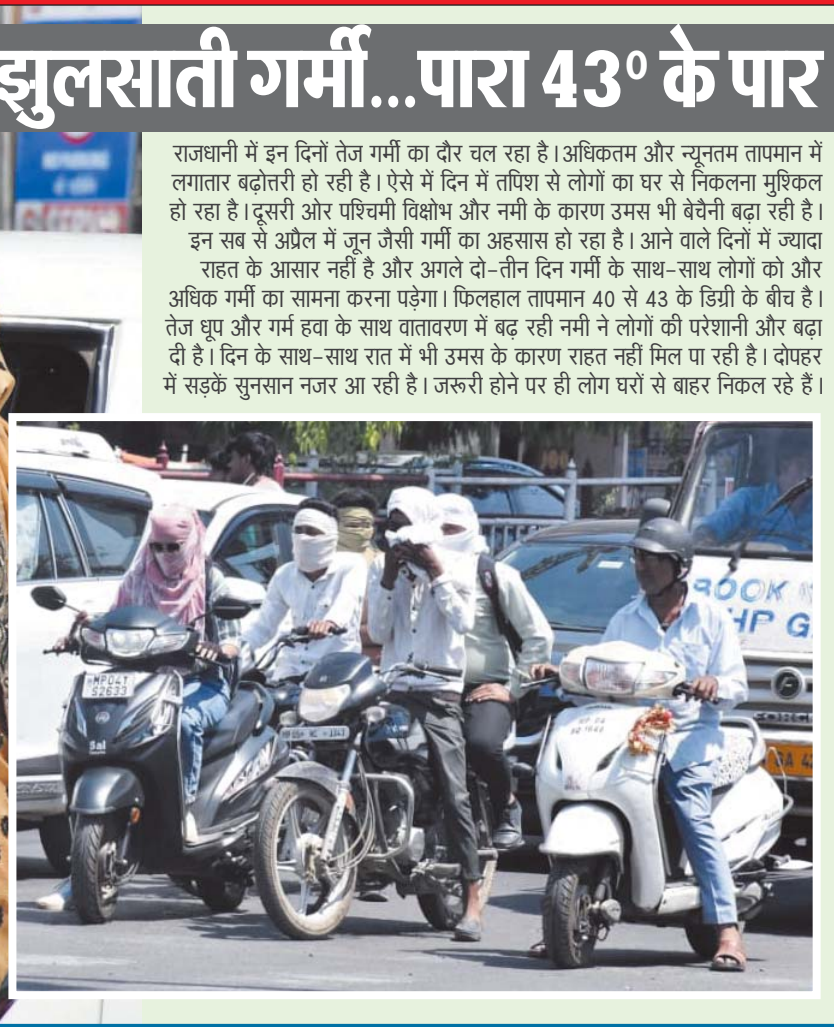 झुलसाती गर्मी...पारा 43⁰ के पार
राजधानी में इन दिनों तेज गर्मी का दौर चल रहा है। अधिकतम और न्यूनतम तापमान में
लगातार बढ़ोत्तरी हो रही है। ऐसे में दिन में तपिश से लोगों का घर से निकलना मुश्किल
हो रहा है। दूसरी ओर पश्चिमी विक्षोभ और नमी के कारण उमस भी बेचैनी बढ़ा रही है।
इन सब से अप्रैल में जून जैसी गर्मी का अहसास हो रहा है। आने वाले दिनों में ज्यादा
राहत के आसार नहीं है और अगले दो-तीन दिन गर्मी के साथ-साथ लोगों को और
अधिक गर्मी का सामना करना पड़ेगा। फिलहाल तापमान 40 से 43 के डिग्री के बीच है।
तेज धूप और गर्म हवा के साथ वातावरण में बढ़ रही नमी ने लोगों की परेशानी और बढ़ा
दी है। दिन के साथ-साथ रात में भी उमस के कारण राहत नहीं मिल पा रही है। दोपहर
में सड़कें सुनसान नजर आ रही है। जरूरी होने पर ही लोग घरों से बाहर निकल रहे हैं।
BOOK
HP G
MP04T
S2633